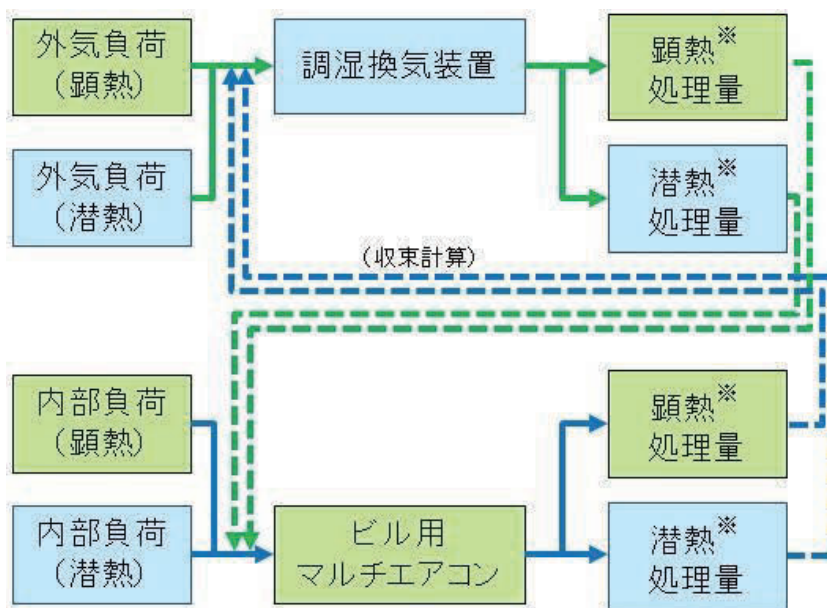 外気負荷
(顕熱)
調湿換気装置
顕熱※
処理量
外気負荷
(潜熱)
潜熱※
処理量
(収束計算)
内部負荷
(顕熱)
顕熱※
処理量
内部負荷
(潜熱)
ビル用
マルチエアコン
潜熱※
処理量